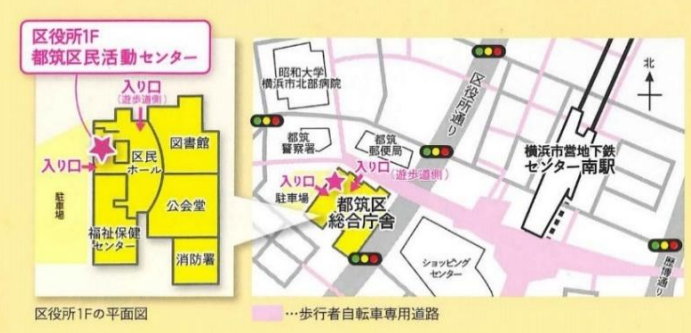 区役所1F
都筑区民活動センター
入り口
(遊歩道側)
図書館
区民
ホール
入り口
公会堂
駐車場
福祉保健
センター
消防署
区役所1Fの平面図
昭和大学
横浜市北部病院
区役所通り
北
都筑
警察署
都筑
郵便局
横浜市営地下鉄
センター南駅
入り口
(遊歩道側)
入り口
駐車場
都筑区
総合庁舎
ショッピング
センター
歴博通り
…歩行者自転車専用道路